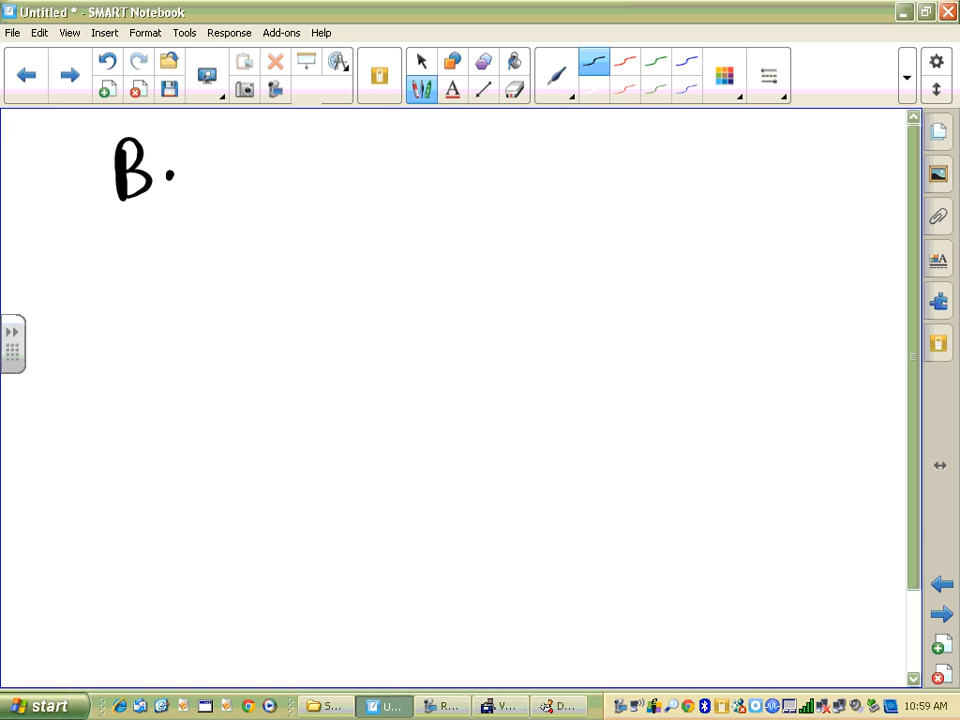 Untitled * - SMART Notebook
File Edit View Insert Format Tools Response Add-ons Help
B.
start
S...
U...
R...
Y...
D...
10:59 AM